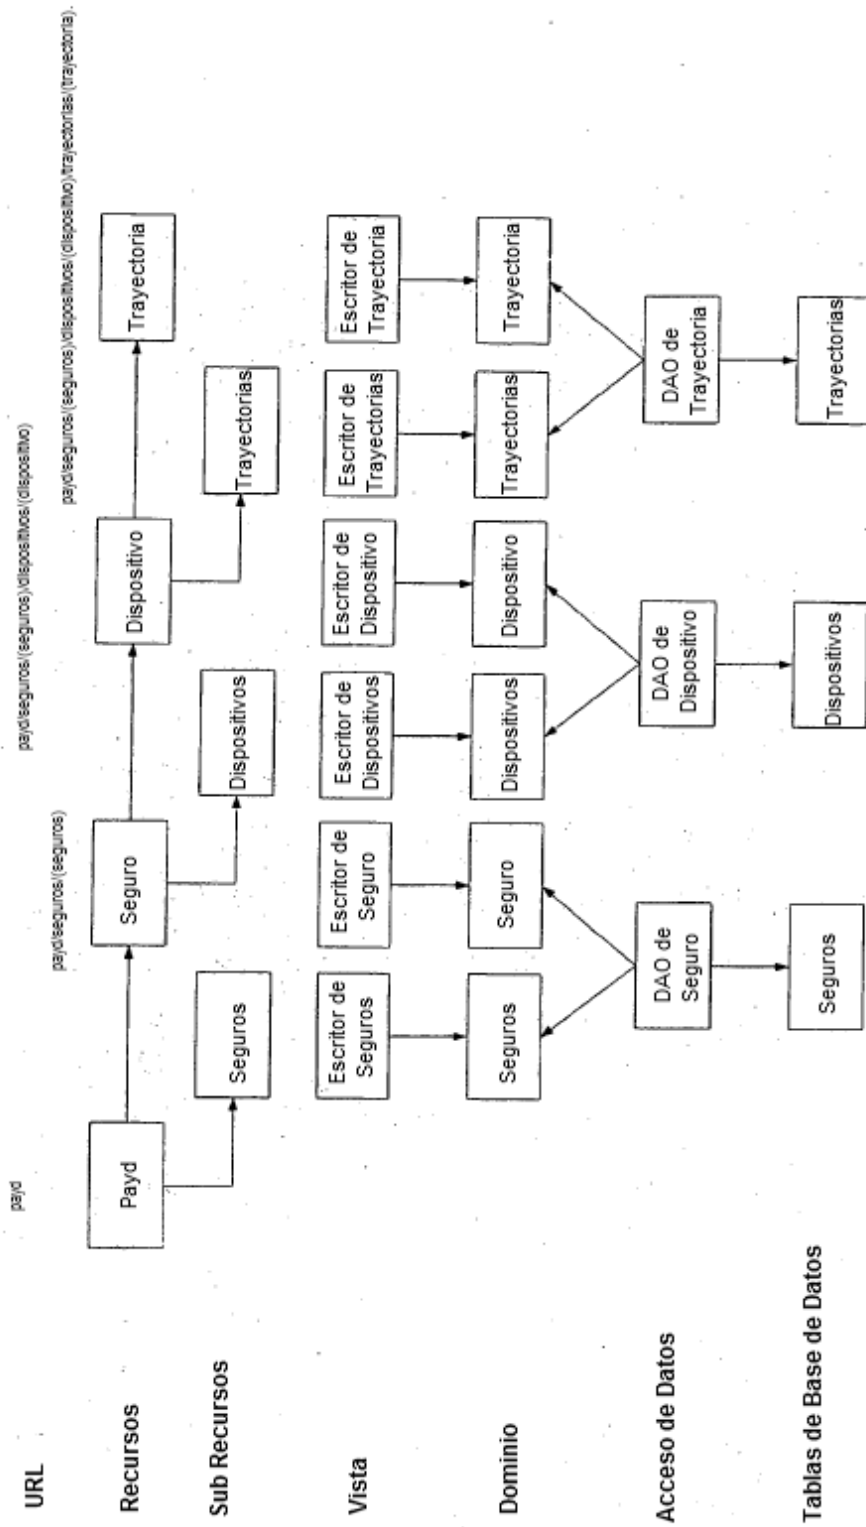 URL
payd
payd/seguros/(seguros)
payd/seguros/(seguros)/dispositivos/(dispositivo)
payd/seguros/(seguros)/dispositivos/(dispositivo)/trayectorias/(trayectoria).
Recursos
Payd
Seguro
Dispositivo
Trayectoria
Sub Recursos
Seguros
Dispositivos
Trayectorias
Vista
Escritor de
Seguros
Escritor de
Seguro
Escritor de
Dispositivos
Escritor de
Dispositivo
Escritor de
Trayectorias
Escritor de
Trayectoria
Dominio
Seguros
Seguro
Dispositivos
Dispositivo
Trayectorias
Trayectoria
Acceso de Datos
DAO de
Seguro
DAO de
Dispositivo
DAO de
Trayectoria
Tablas de Base de Datos
Seguros
Dispositivos
Trayectorias